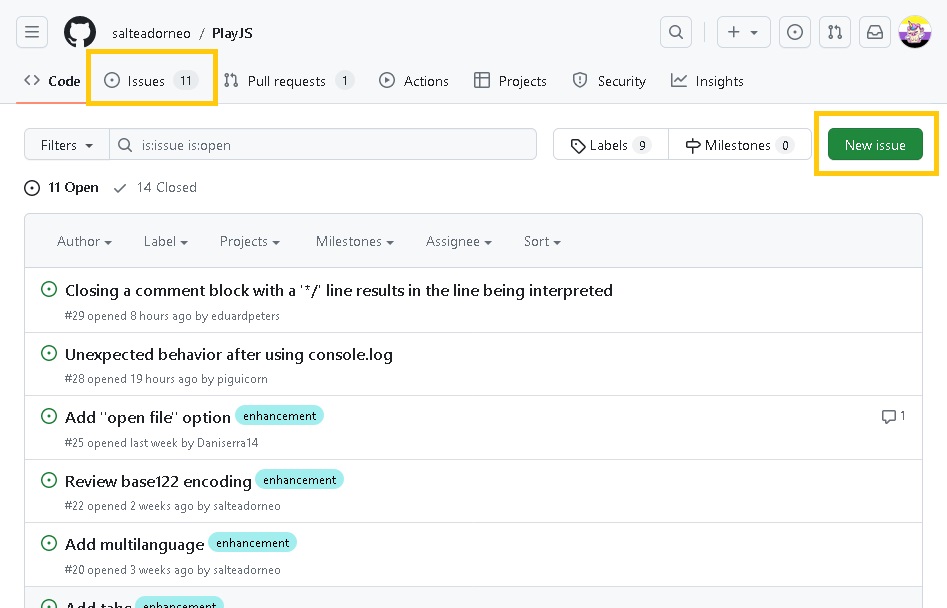 salteadorneo / PlayJS
Code Issues 11 Pull requests 1 Actions Projects Security Insights
Filters is:issue is:open Labels 9 Milestones 0 New issue
11 Open 14 Closed
Author Label Projects Milestones Assignee Sort
Closing a comment block with a '*/' line results in the line being interpreted
#29 opened 8 hours ago by eduardpeters
Unexpected behavior after using console.log
#28 opened 19 hours ago by piguicorn
Add "open file" option enhancement 1
#25 opened last week by Daniserra14
Review base122 encoding enhancement
#22 opened 2 weeks ago by salteadorneo
Add multilanguage enhancement
#20 opened 3 weeks ago by salteadorneo
Add tabs enhancement